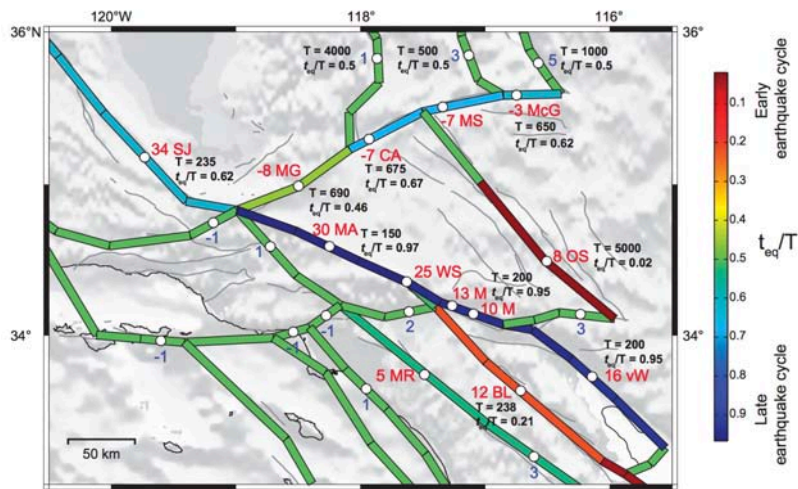 120°W
118°
116°
36°N
36°
T = 4000
t_eq/T = 0.5
1
T = 500
t_eq/T = 0.5
3
T = 1000
t_eq/T = 0.5
5
34 SJ
T = 235
t_eq/T = 0.62
-7 MS
-3 McG
T = 650
t_eq/T = 0.62
-8 MG
-7 CA
T = 675
t_eq/T = 0.67
T = 690
t_eq/T = 0.46
-1
1
30 MA
T = 150
t_eq/T = 0.97
T = 5000
t_eq/T = 0.02
8 OS
25 WS
T = 200
t_eq/T = 0.95
13 M
10 M
34°
34°
-1
-1
-1
2
3
5 MR
1
T = 200
t_eq/T = 0.95
16 vW
12 BL
T = 238
t_eq/T = 0.21
3
50 km
Early
earthquake cycle
0.1
0.2
0.3
0.4
0.5
0.6
0.7
0.8
0.9
t_eq/T
Late
earthquake cycle